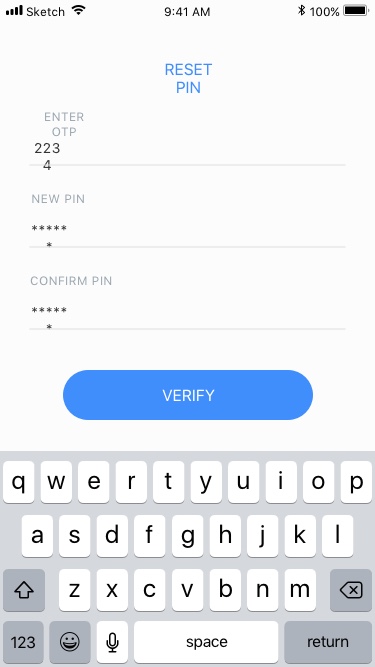 Sketch 9:41 AM 100%
RESET
PIN
ENTER
OTP
223
4
NEW PIN
*****
*
CONFIRM PIN
*****
*
VERIFY
q w e r t y u i o p
a s d f g h j k l
z x c v b n m
123 space return